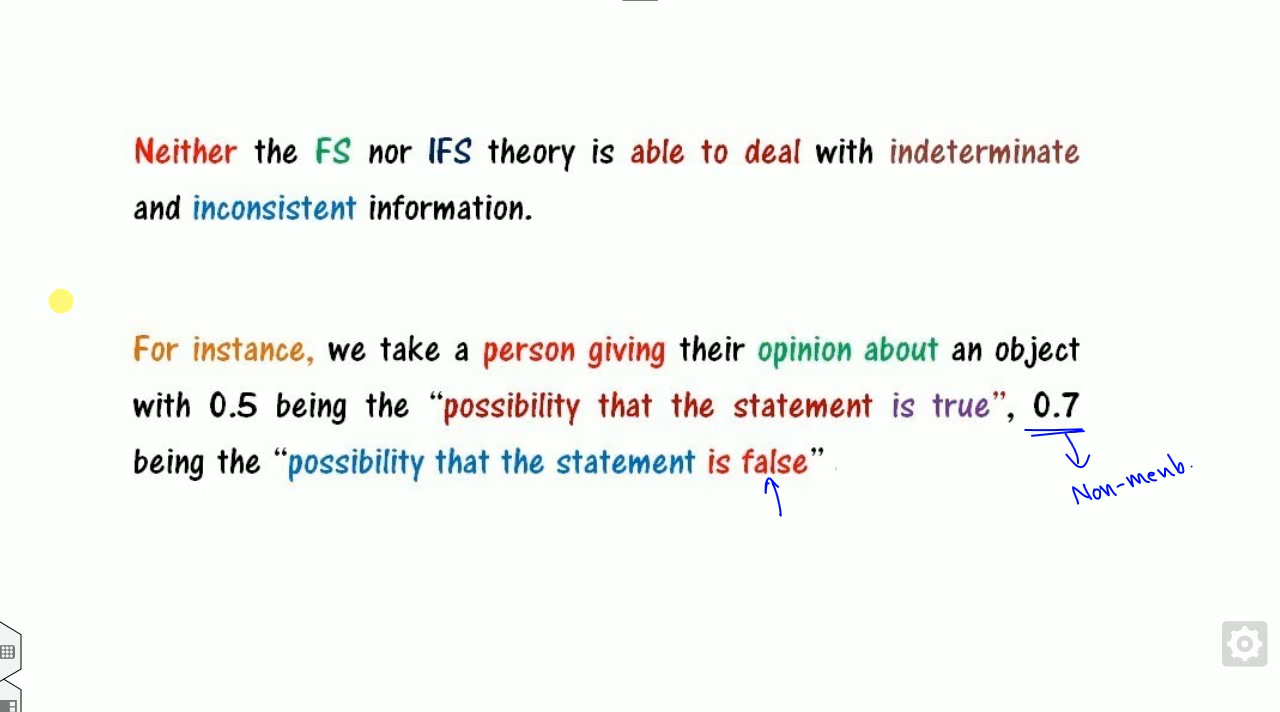 Neither the FS nor IFS theory is able to deal with indeterminate
and inconsistent information.
For instance, we take a person giving their opinion about an object
with 0.5 being the “possibility that the statement is true”, 0.7
being the “possibility that the statement is false”
Non-memb.